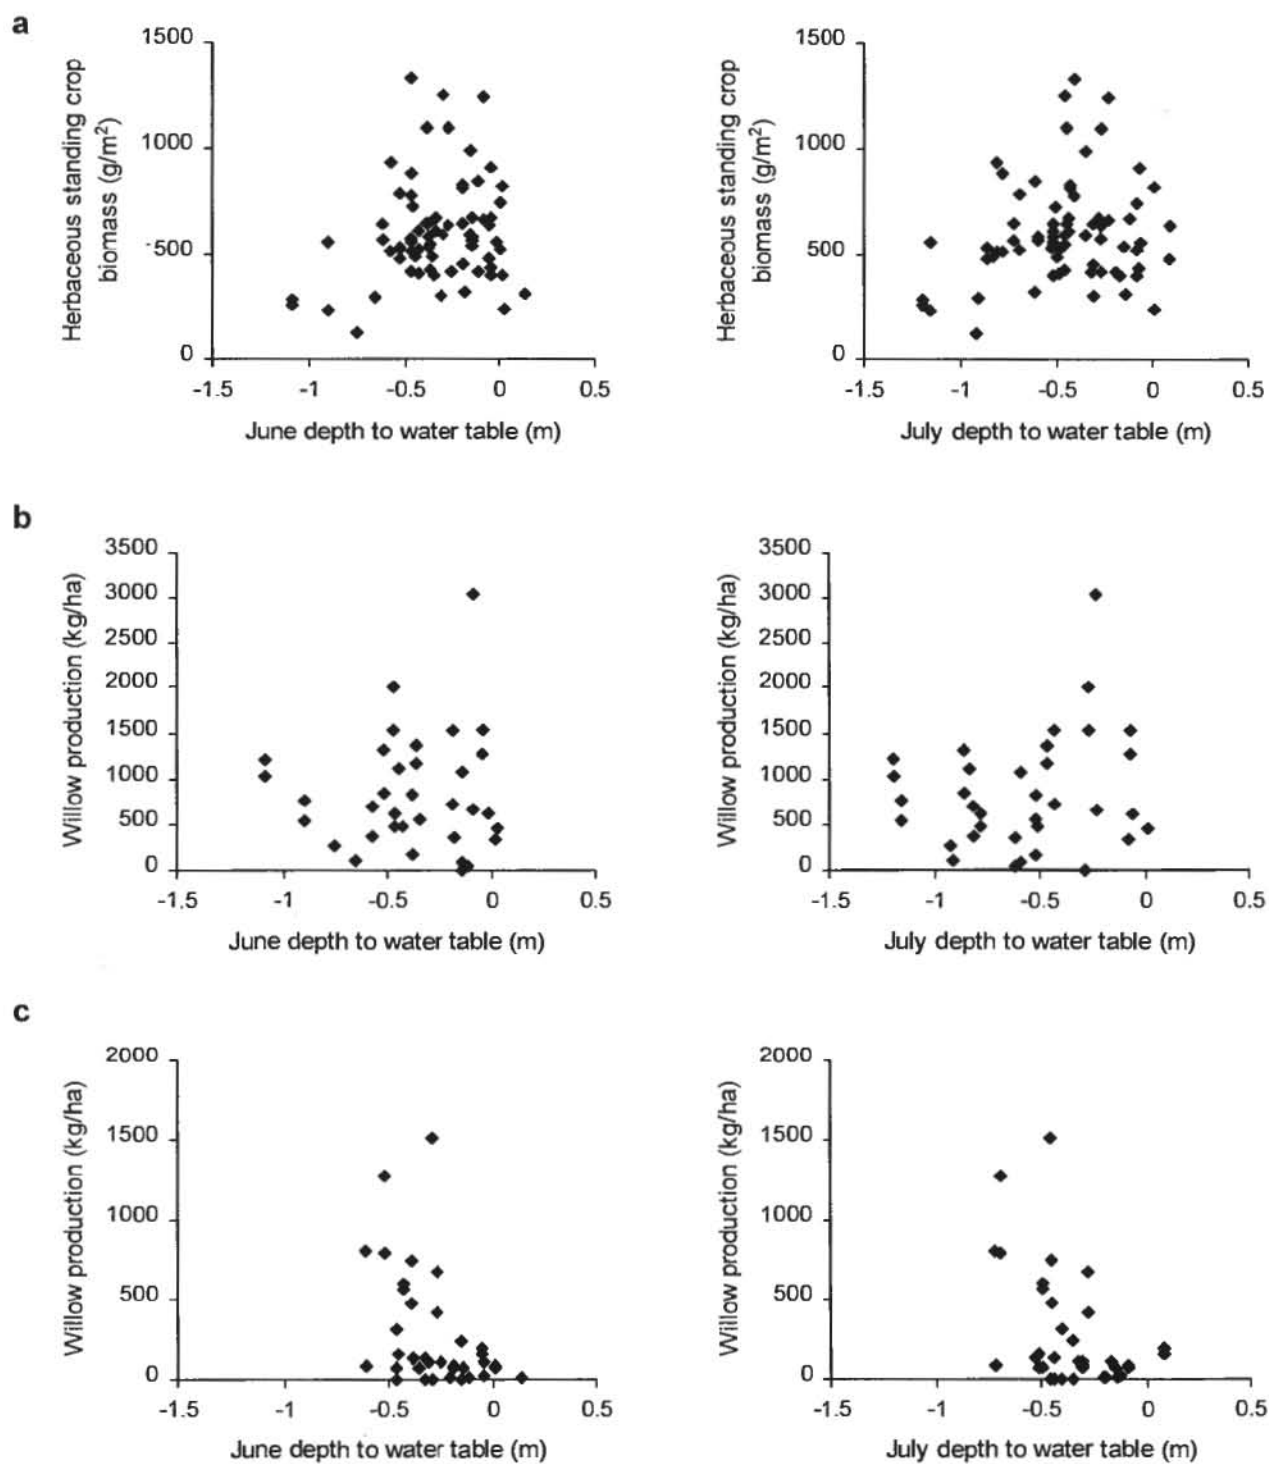 a
Herbaceous standing crop
biomass (g/m²)
1500
1000
500
0
-1.5 -1 -0.5 0 0.5
June depth to water table (m)
Herbaceous standing crop
biomass (g/m²)
1500
1000
500
0
-1.5 -1 -0.5 0 0.5
July depth to water table (m)
b
Willow production (kg/ha)
3500
3000
2500
2000
1500
1000
500
0
-1.5 -1 -0.5 0 0.5
June depth to water table (m)
Willow production (kg/ha)
3500
3000
2500
2000
1500
1000
500
0
-1.5 -1 -0.5 0 0.5
July depth to water table (m)
c
Willow production (kg/ha)
2000
1500
1000
500
0
-1.5 -1 -0.5 0 0.5
June depth to water table (m)
Willow production (kg/ha)
2000
1500
1000
500
0
-1.5 -1 -0.5 0 0.5
July depth to water table (m)